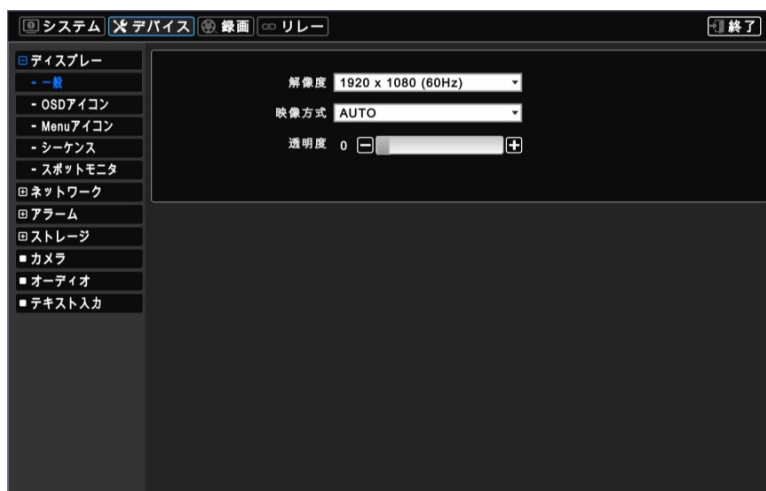 システム デバイス 録画 リレー 終了
ディスプレー
- 一般
- OSDアイコン
- Menuアイコン
- シーケンス
- スポットモニタ
ネットワーク
アラーム
ストレージ
カメラ
オーディオ
テキスト入力
解像度 1920 x 1080 (60Hz)
映像方式 AUTO
透明度 0